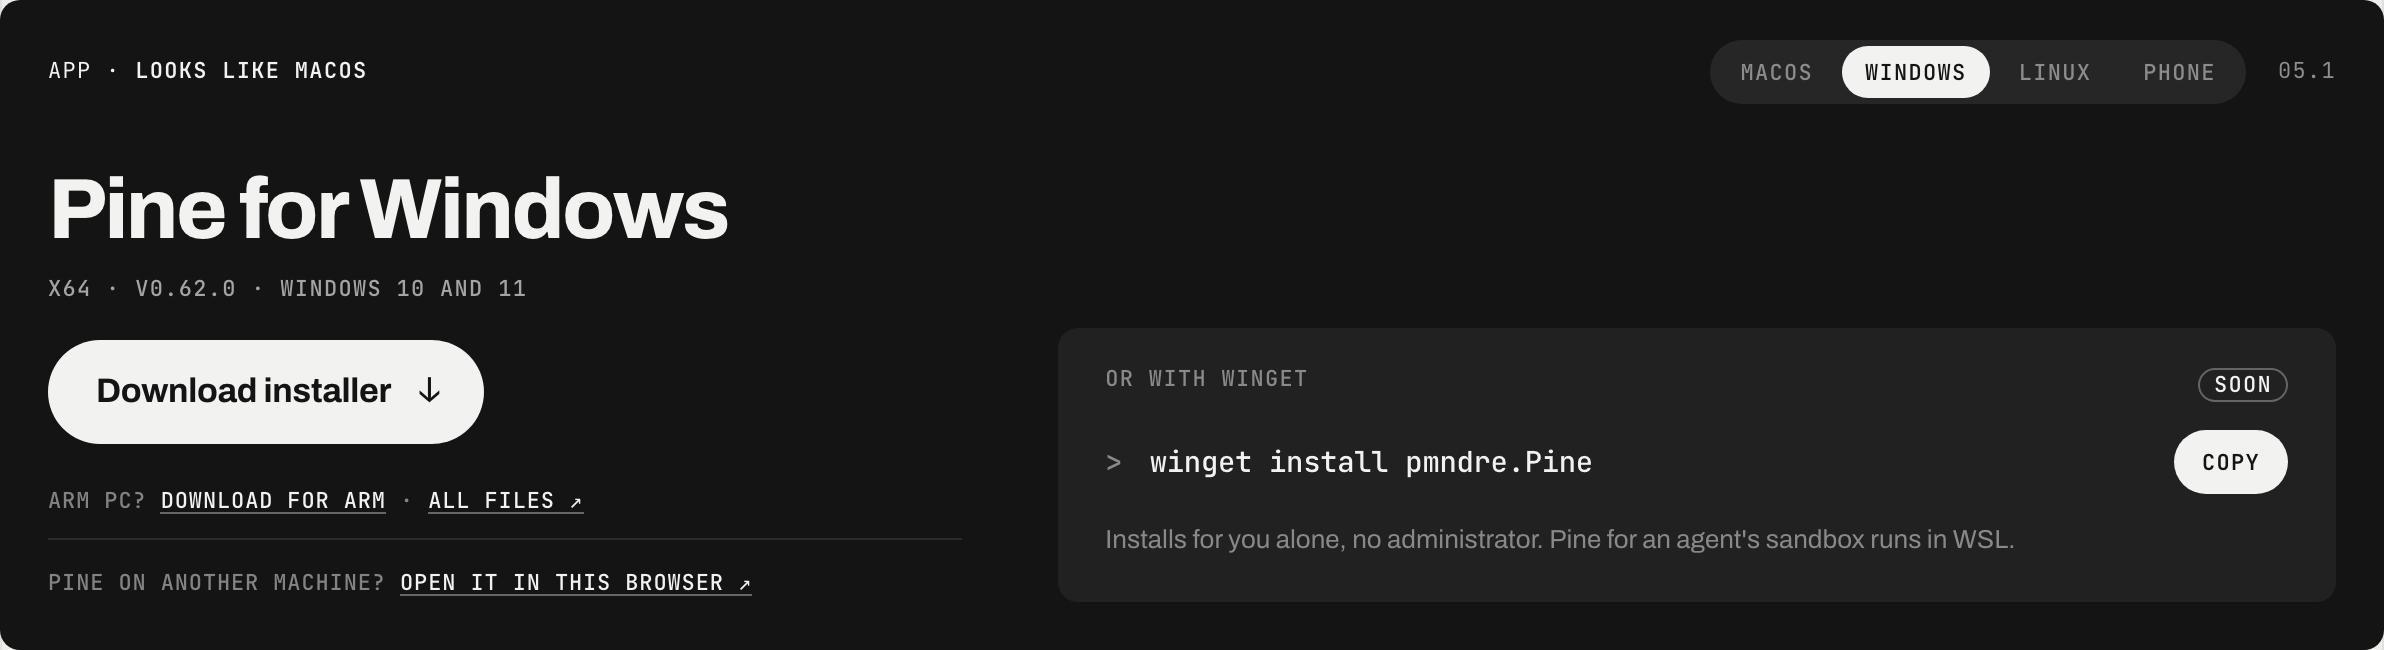 APP · LOOKS LIKE MACOS
MACOS WINDOWS LINUX PHONE 05.1
Pine for Windows
X64 · V0.62.0 · WINDOWS 10 AND 11
Download installer ↓
ARM PC? DOWNLOAD FOR ARM · ALL FILES ↗
PINE ON ANOTHER MACHINE? OPEN IT IN THIS BROWSER ↗
OR WITH WINGET SOON
> winget install pmndre.Pine COPY
Installs for you alone, no administrator. Pine for an agent's sandbox runs in WSL.